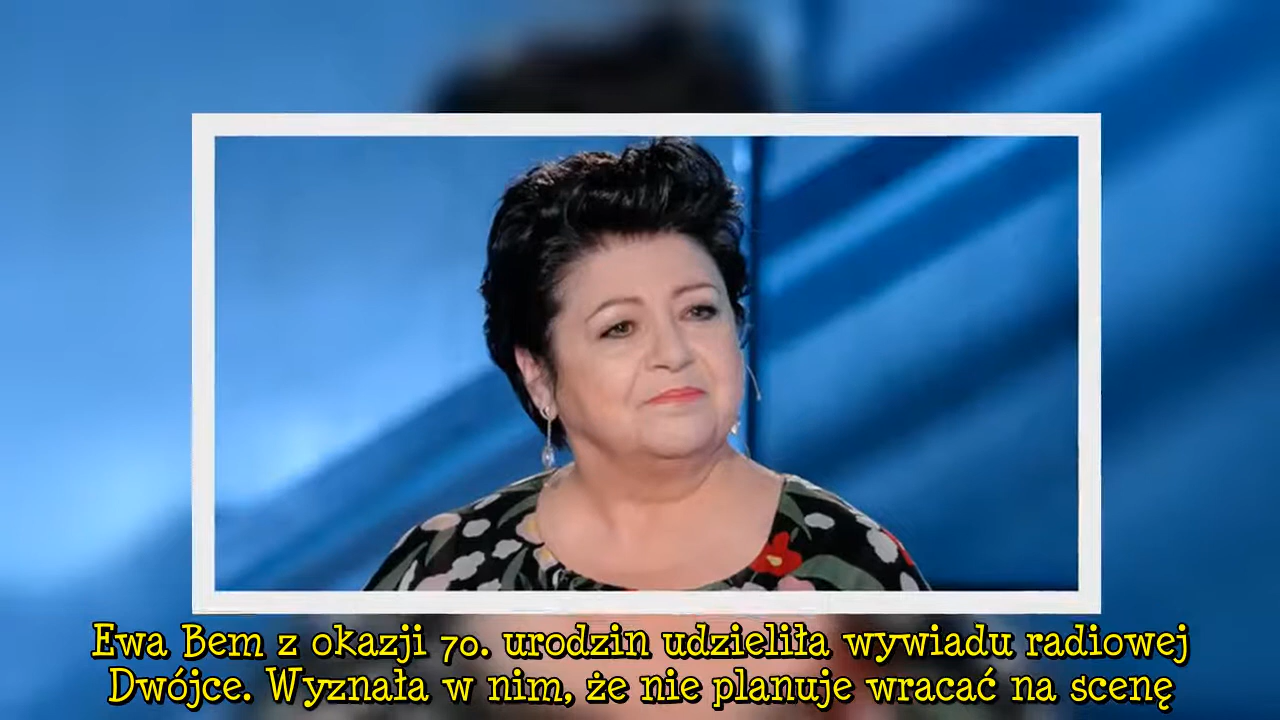 Ewa Bem z okazji 70. urodzin udzieliła wywiadu radiowej
Dwójce. Wyznała w nim, że nie planuje wracać na scenę